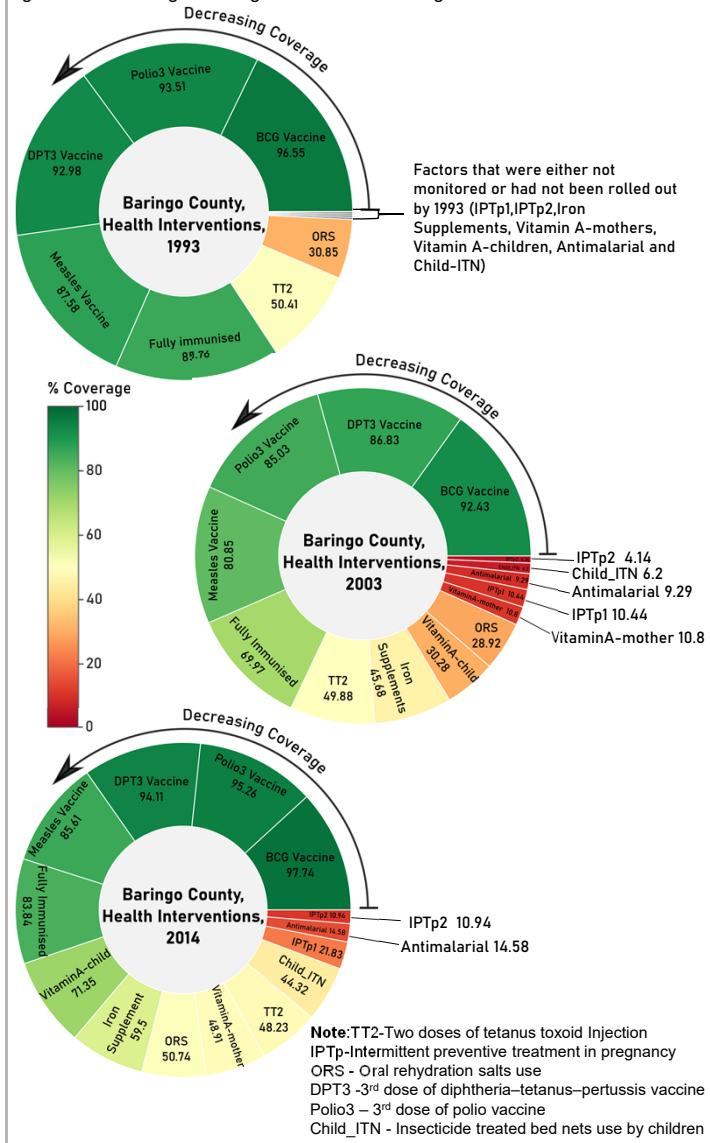 Decreasing Coverage
Polio3 Vaccine
93.51
BCG Vaccine
96.55
DPT3 Vaccine
92.98
Measles Vaccine
87.58
Fully immunised
TT2
50.41
ORS
30.85
Baringo County,
Health Interventions,
1993
Factors that were either not
monitored or had not been rolled out
by 1993 (IPTp1,IPTp2,Iron
Supplements, Vitamin A-mothers,
Vitamin A-children, Antimalarial and
Child-ITN)
% Coverage
100
80
60
40
20
0
Decreasing Coverage
DPT3 Vaccine
86.83
Polio3 Vaccine
85.03
BCG Vaccine
92.43
Measles Vaccine
80.85
Fully Immunised
69.97
TT2
49.88
Iron
Supplements
45.68
VitaminA-child
30.28
ORS
28.92
VitaminA-mother 10.8
IPTp1 10.44
Antimalarial 9.29
Baringo County,
Health Interventions,
2003
IPTp2 4.14
Child_ITN 6.2
Antimalarial 9.29
IPTp1 10.44
VitaminA-mother 10.8
Decreasing Coverage
Polio3 Vaccine
95.26
DPT3 Vaccine
94.11
BCG Vaccine
97.74
Measles Vaccine
85.61
Fully Immunised
83.84
VitaminA-child
71.35
Iron
Supplement
59.5
ORS
50.74
VitaminA-mother
48.91
TT2
48.23
Child_ITN
44.32
IPTp1 21.83
Antimalarial 14.58
IPTp2 10.94
Baringo County,
Health Interventions,
2014
IPTp2 10.94
Antimalarial 14.58
Note:TT2-Two doses of tetanus toxoid Injection
IPTp-Intermittent preventive treatment in pregnancy
ORS - Oral rehydration salts use
DPT3 -3rd dose of diphtheria–tetanus–pertussis vaccine
Polio3 – 3rd dose of polio vaccine
Child_ITN - Insecticide treated bed nets use by children